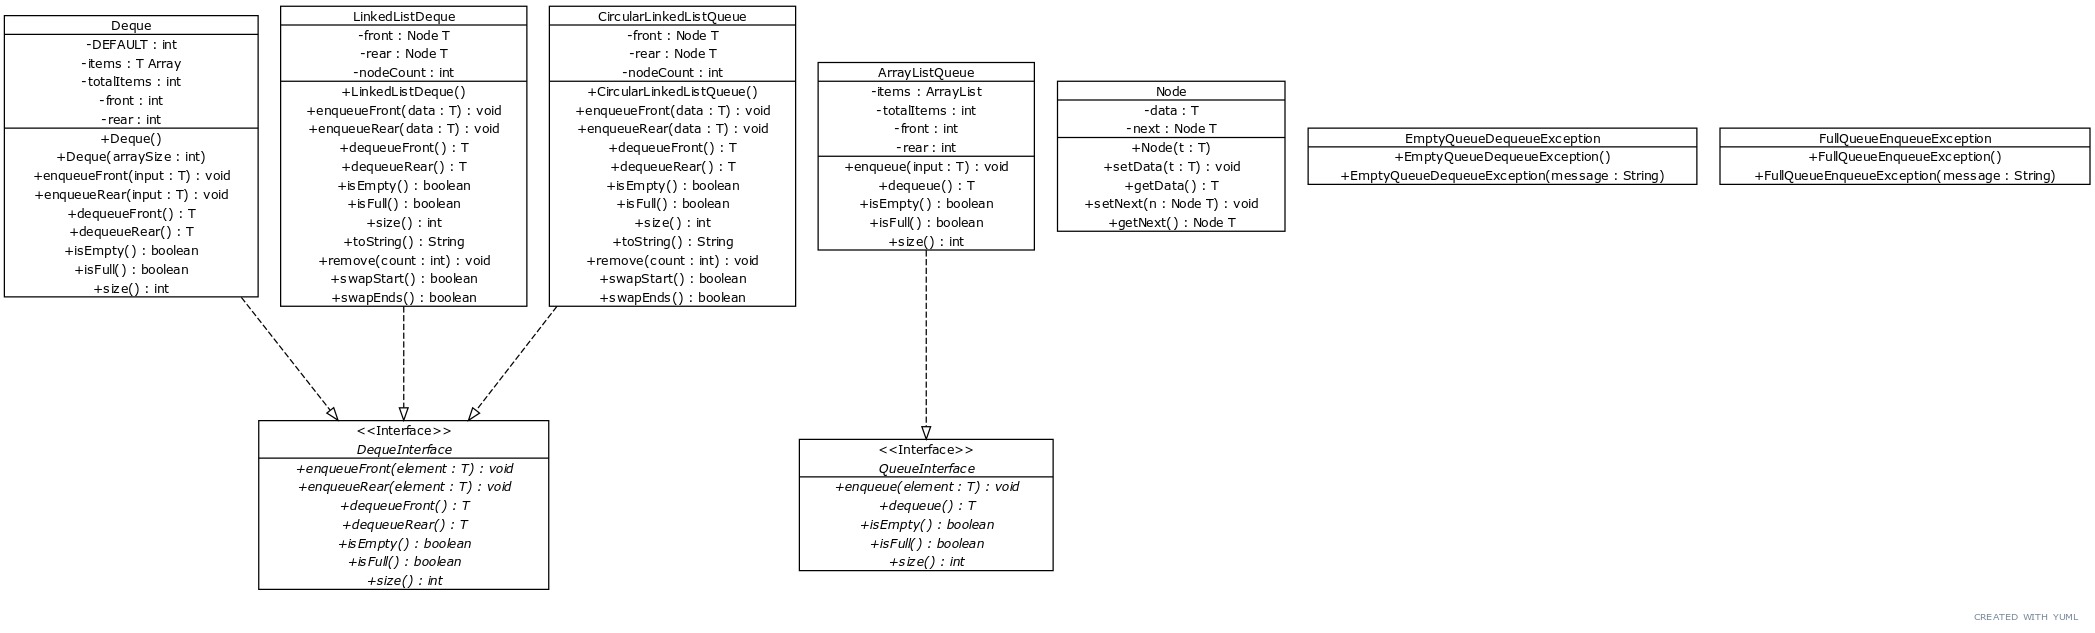 Deque
-DEFAULT : int
-items : T Array
-totalItems : int
-front : int
-rear : int
+Deque()
+Deque(arraySize : int)
+enqueueFront(input : T) : void
+enqueueRear(input : T) : void
+dequeueFront() : T
+dequeueRear() : T
+isEmpty() : boolean
+isFull() : boolean
+size() : int
LinkedListDeque
-front : Node T
-rear : Node T
-nodeCount : int
+LinkedListDeque()
+enqueueFront(data : T) : void
+enqueueRear(data : T) : void
+dequeueFront() : T
+dequeueRear() : T
+isEmpty() : boolean
+isFull() : boolean
+size() : int
+toString() : String
+remove(count : int) : void
+swapStart() : boolean
+swapEnds() : boolean
CircularLinkedListQueue
-front : Node T
-rear : Node T
-nodeCount : int
+CircularLinkedListQueue()
+enqueueFront(data : T) : void
+enqueueRear(data : T) : void
+dequeueFront() : T
+dequeueRear() : T
+isEmpty() : boolean
+isFull() : boolean
+size() : int
+toString() : String
+remove(count : int) : void
+swapStart() : boolean
+swapEnds() : boolean
ArrayListQueue
-items : ArrayList
-totalItems : int
-front : int
-rear : int
+enqueue(input : T) : void
+dequeue() : T
+isEmpty() : boolean
+isFull() : boolean
+size() : int
Node
-data : T
-next : Node T
+Node(t : T)
+setData(t : T) : void
+getData() : T
+setNext(n : Node T) : void
+getNext() : Node T
EmptyQueueDequeueException
+EmptyQueueDequeueException()
+EmptyQueueDequeueException(message : String)
FullQueueEnqueueException
+FullQueueEnqueueException()
+FullQueueEnqueueException(message : String)
<<Interface>>
DequeInterface
+enqueueFront(element : T) : void
+enqueueRear(element : T) : void
+dequeueFront() : T
+dequeueRear() : T
+isEmpty() : boolean
+isFull() : boolean
+size() : int
<<Interface>>
QueueInterface
+enqueue(element : T) : void
+dequeue() : T
+isEmpty() : boolean
+isFull() : boolean
+size() : int
CREATED WITH YUML